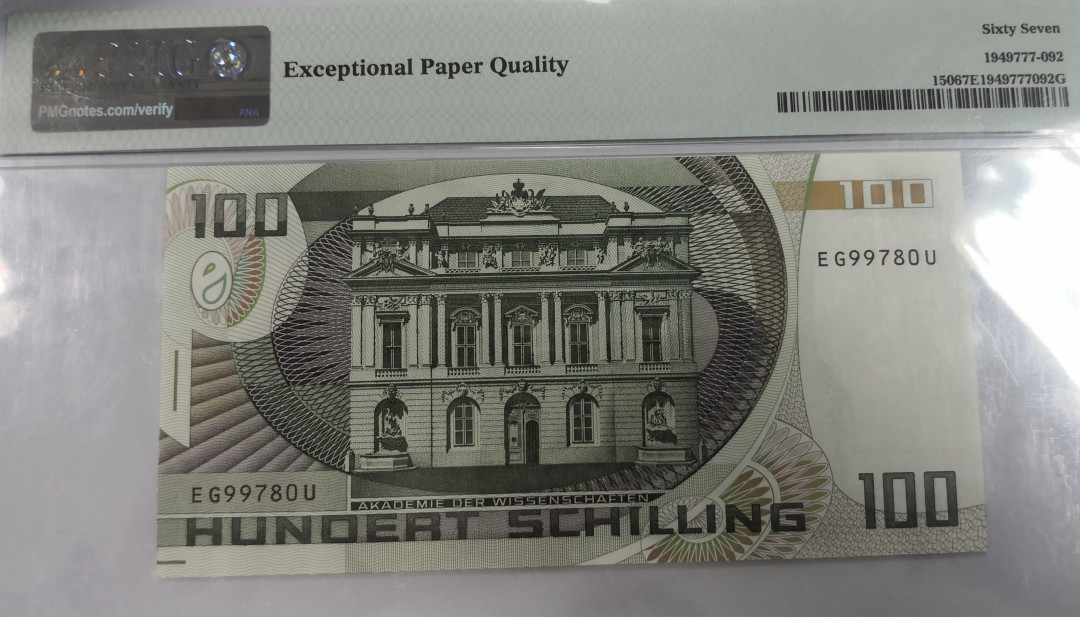 PMG
PMGnotes.com/verify
Exceptional Paper Quality
Sixty Seven
1949777-092
15067E1949777092G
100
100
EG99780U
EG99780U
AKADEMIE DER WISSENSCHAFTEN
HUNDERT SCHILLING
100